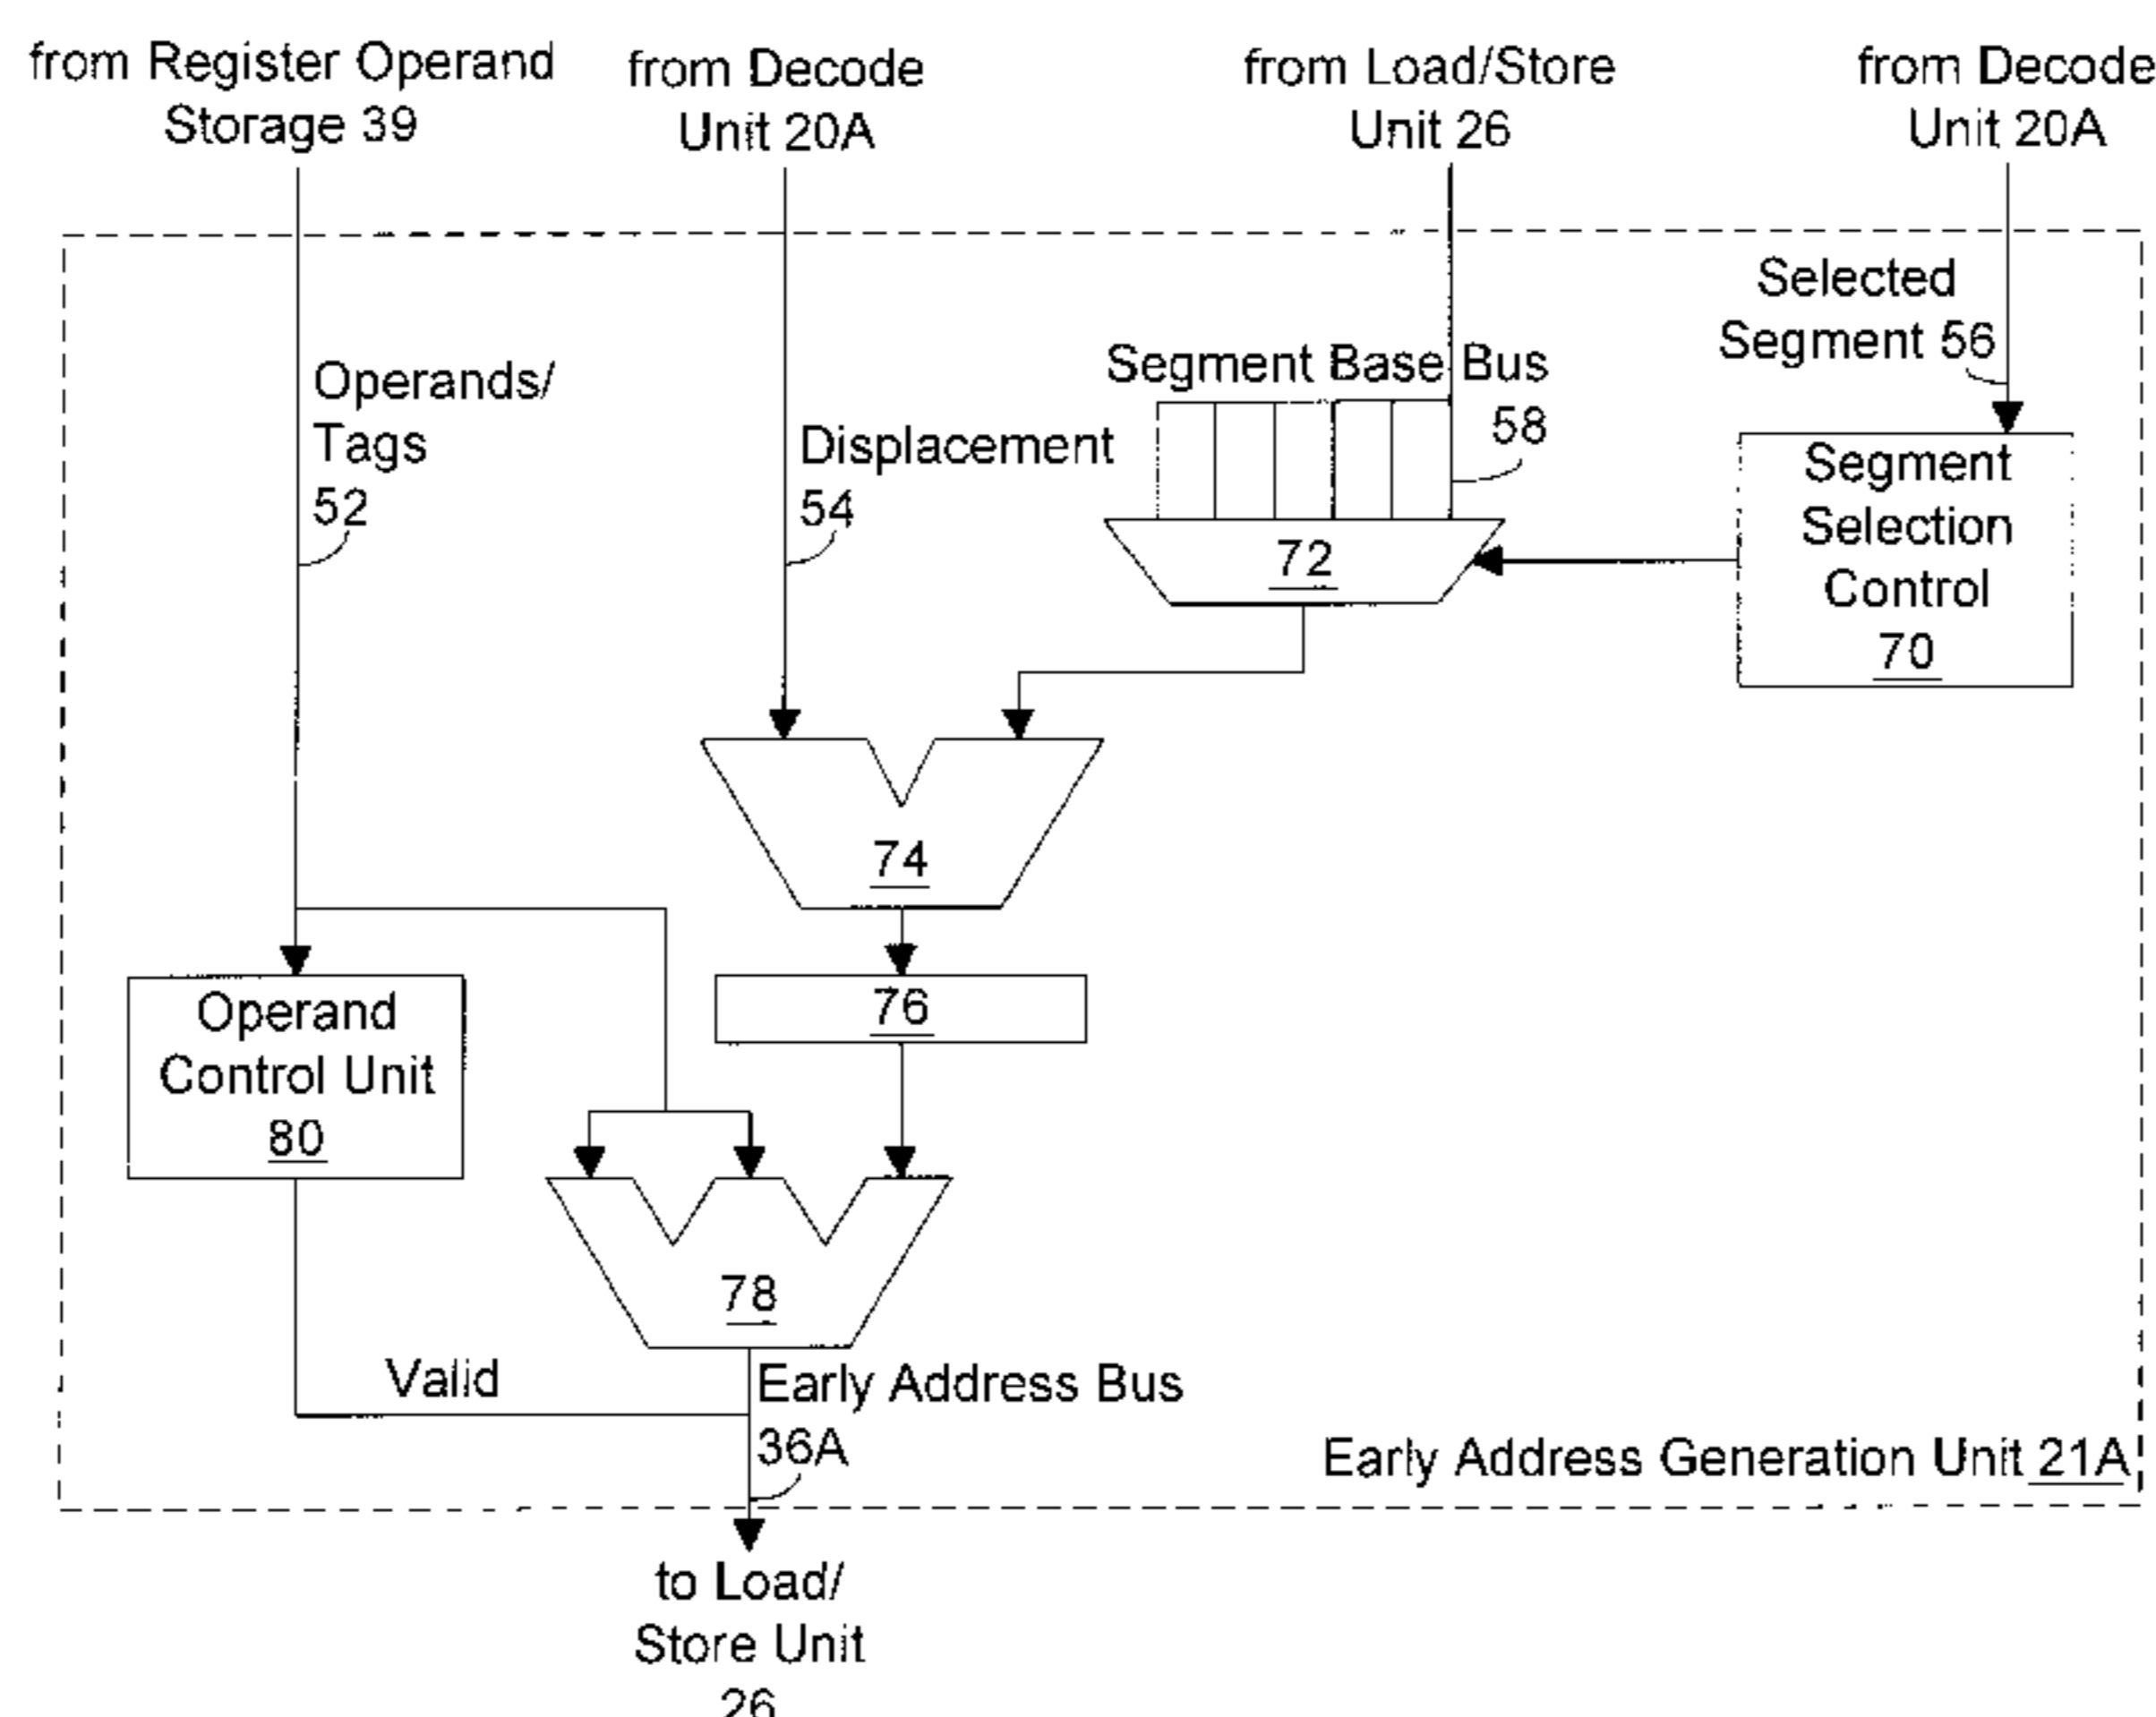 from Register Operand
Storage 39
from Decode
Unit 20A
from Load/Store
Unit 26
from Decode
Unit 20A
Selected
Segment 56
Segment Base Bus
58
Operands/
Tags
52
Displacement
54
Segment
Selection
Control
70
72
74
76
Operand
Control Unit
80
78
Valid
Early Address Bus
36A
Early Address Generation Unit 21A
to Load/
Store Unit
26